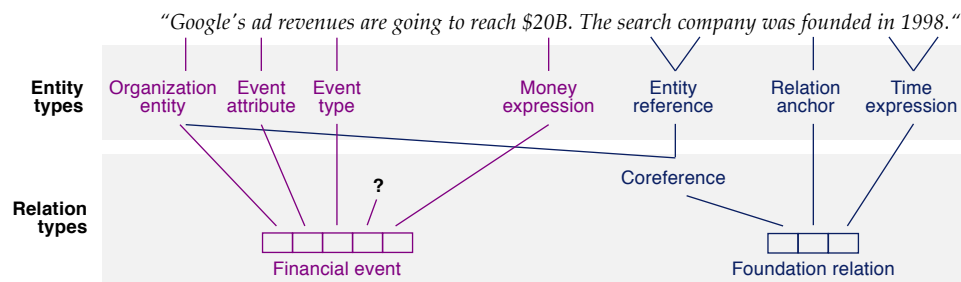 “Google’s ad revenues are going to reach $20B. The search company was founded in 1998.“
Entity types
Organization entity
Event attribute
Event type
Money expression
Entity reference
Relation anchor
Time expression
Relation types
?
Coreference
Financial event
Foundation relation